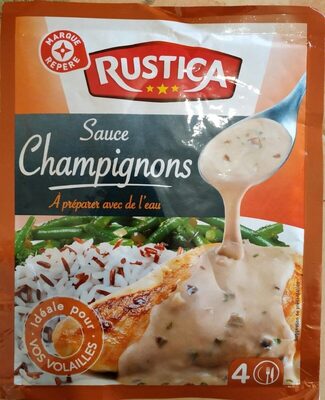 MARQUE
REPÈRE
RUSTICA
Sauce
Champignons
À préparer avec de l'eau
idéale pour
VOS VOLAILLES
4